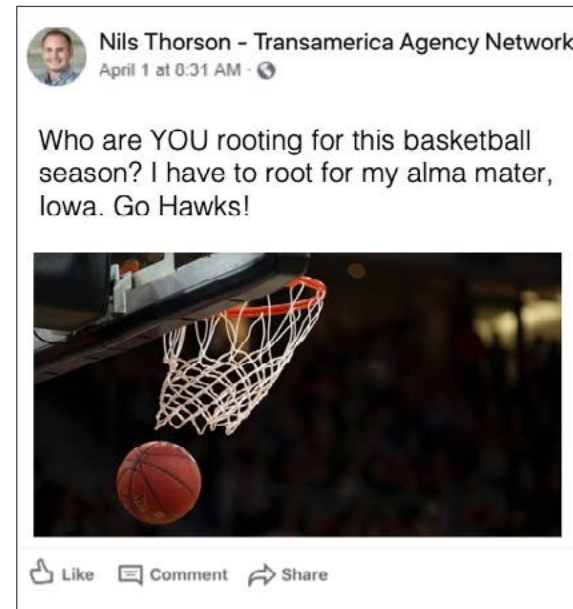 Nils Thorson - Transamerica Agency Network
April 1 at 8:31 AM ·
Who are YOU rooting for this basketball
season? I have to root for my alma mater,
Iowa. Go Hawks!
Like Comment Share